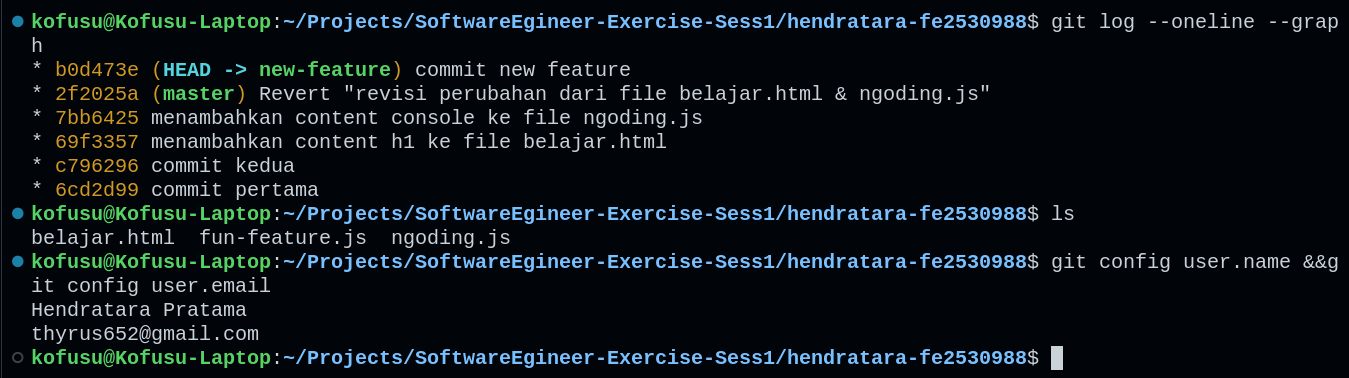 kofusu@Kofusu-Laptop:~/Projects/SoftwareEgineer-Exercise-Sess1/hendratara-fe2530988$ git log --oneline --grap
h
* b0d473e (HEAD -> new-feature) commit new feature
* 2f2025a (master) Revert "revisi perubahan dari file belajar.html & ngoding.js"
* 7bb6425 menambahkan content console ke file ngoding.js
* 69f3357 menambahkan content h1 ke file belajar.html
* c796296 commit kedua
* 6cd2d99 commit pertama
kofusu@Kofusu-Laptop:~/Projects/SoftwareEgineer-Exercise-Sess1/hendratara-fe2530988$ ls
belajar.html  fun-feature.js  ngoding.js
kofusu@Kofusu-Laptop:~/Projects/SoftwareEgineer-Exercise-Sess1/hendratara-fe2530988$ git config user.name &&g
it config user.email
Hendratara Pratama
thyrus652@gmail.com
kofusu@Kofusu-Laptop:~/Projects/SoftwareEgineer-Exercise-Sess1/hendratara-fe2530988$